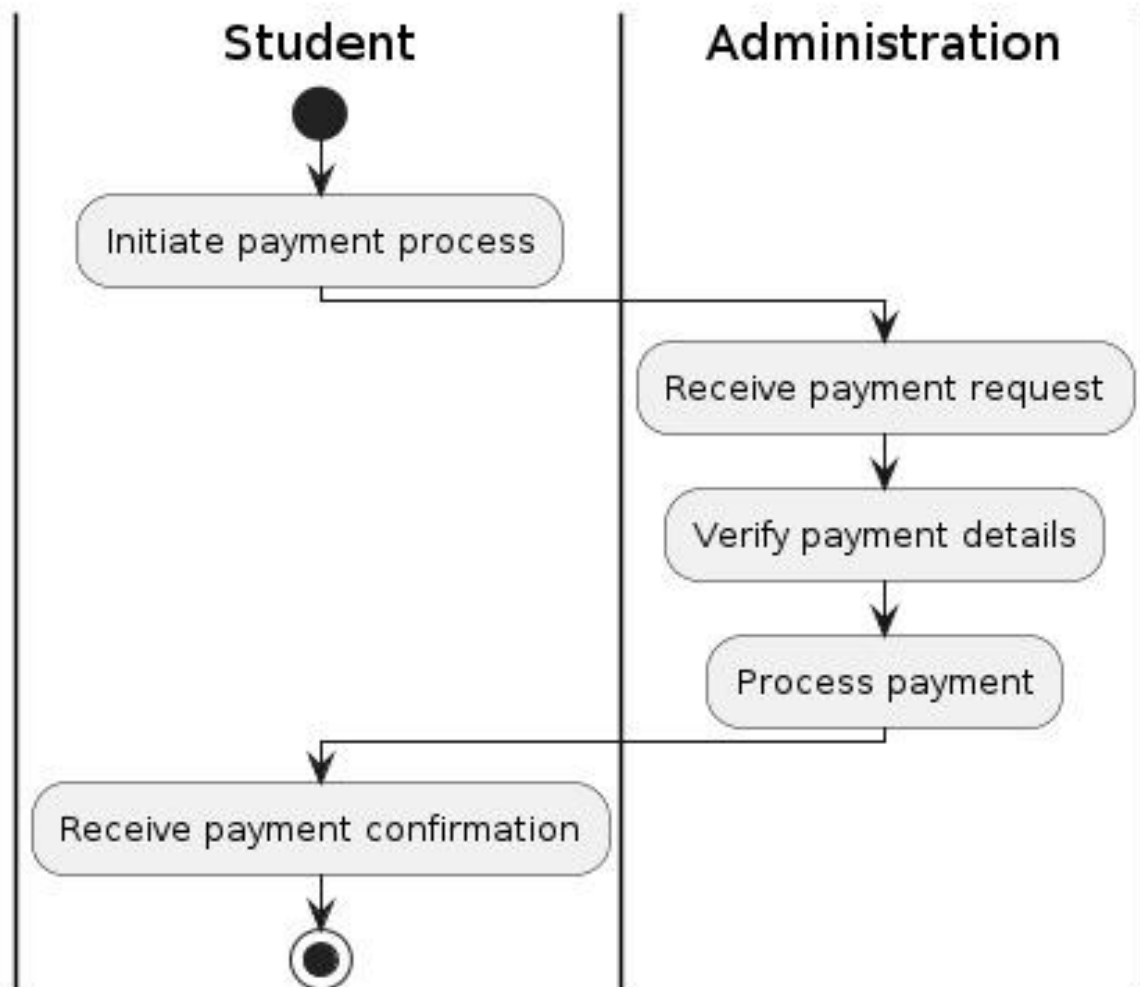 Student
Administration
Initiate payment process
Receive payment request
Verify payment details
Process payment
Receive payment confirmation